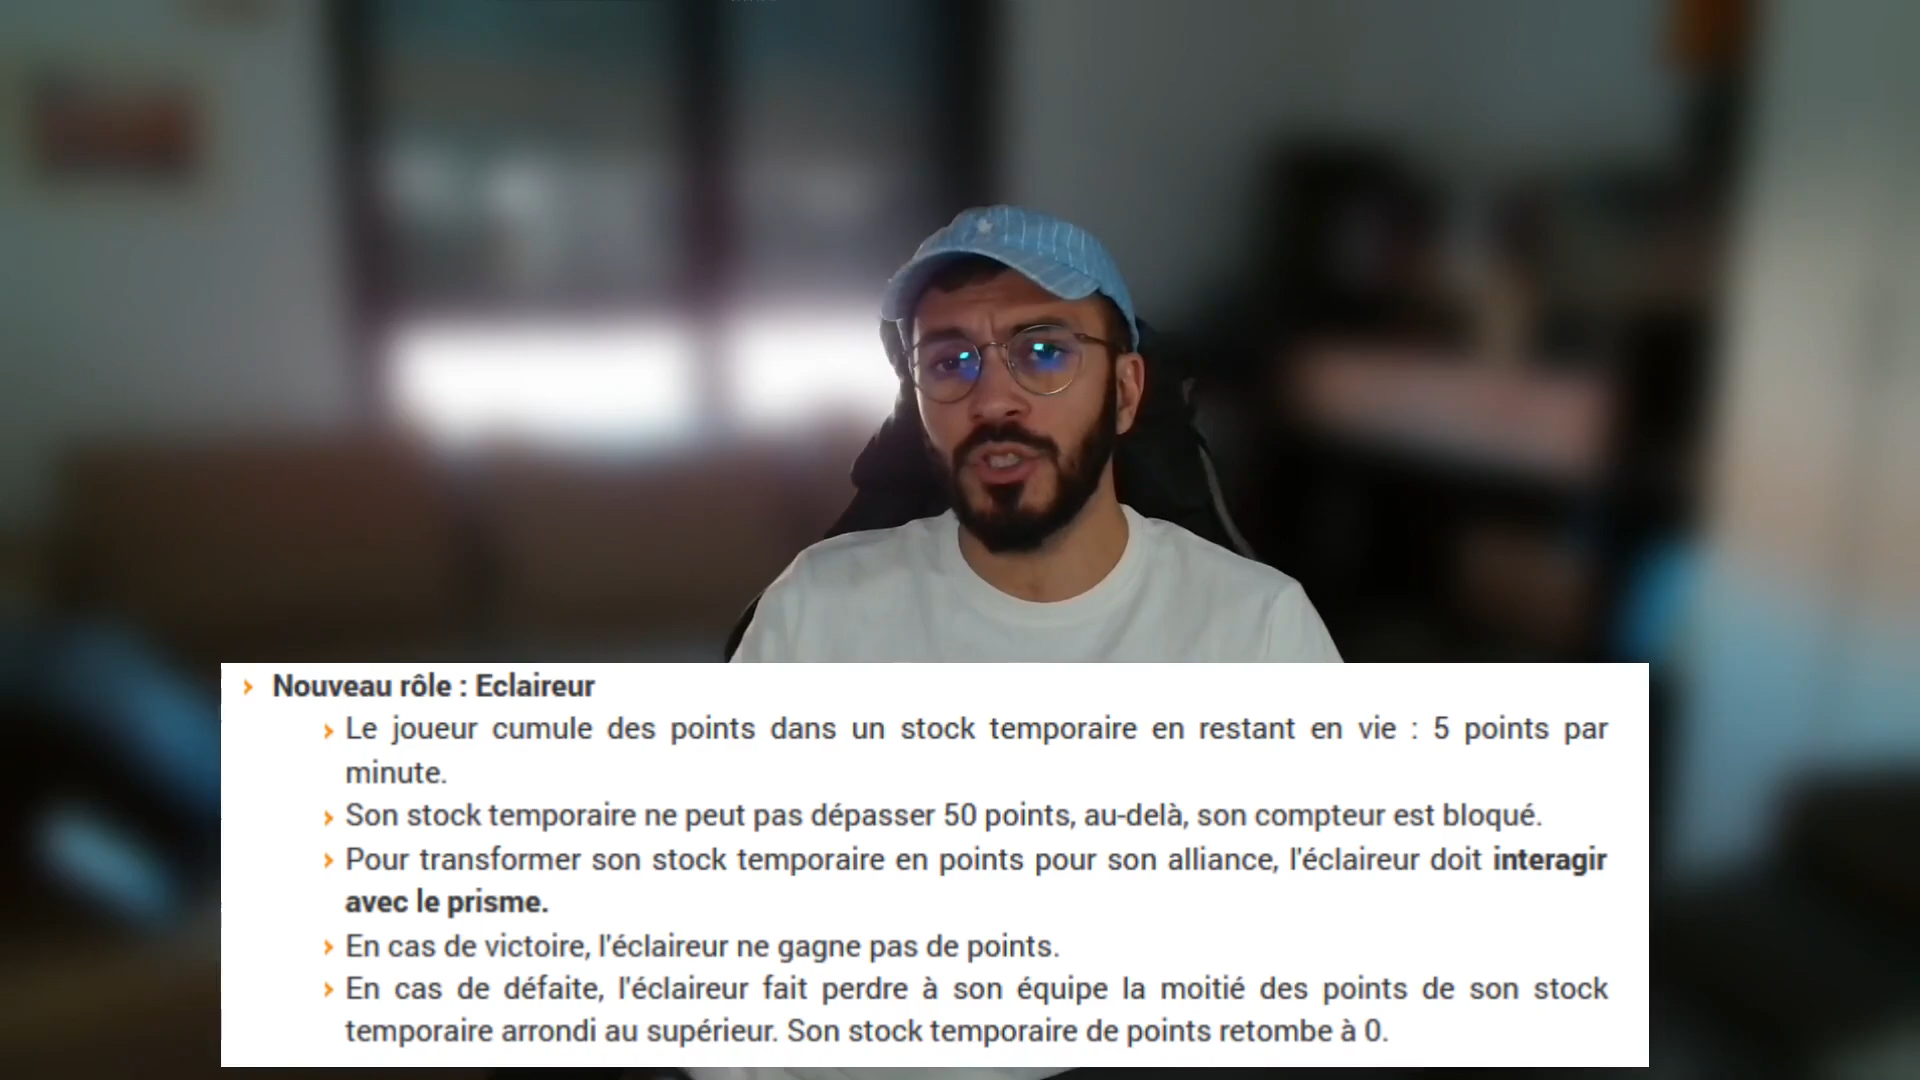 › Nouveau rôle : Eclaireur
› Le joueur cumule des points dans un stock temporaire en restant en vie : 5 points par
minute.
› Son stock temporaire ne peut pas dépasser 50 points, au-delà, son compteur est bloqué.
› Pour transformer son stock temporaire en points pour son alliance, l'éclaireur doit interagir
avec le prisme.
› En cas de victoire, l'éclaireur ne gagne pas de points.
› En cas de défaite, l'éclaireur fait perdre à son équipe la moitié des points de son stock
temporaire arrondi au supérieur. Son stock temporaire de points retombe à 0.